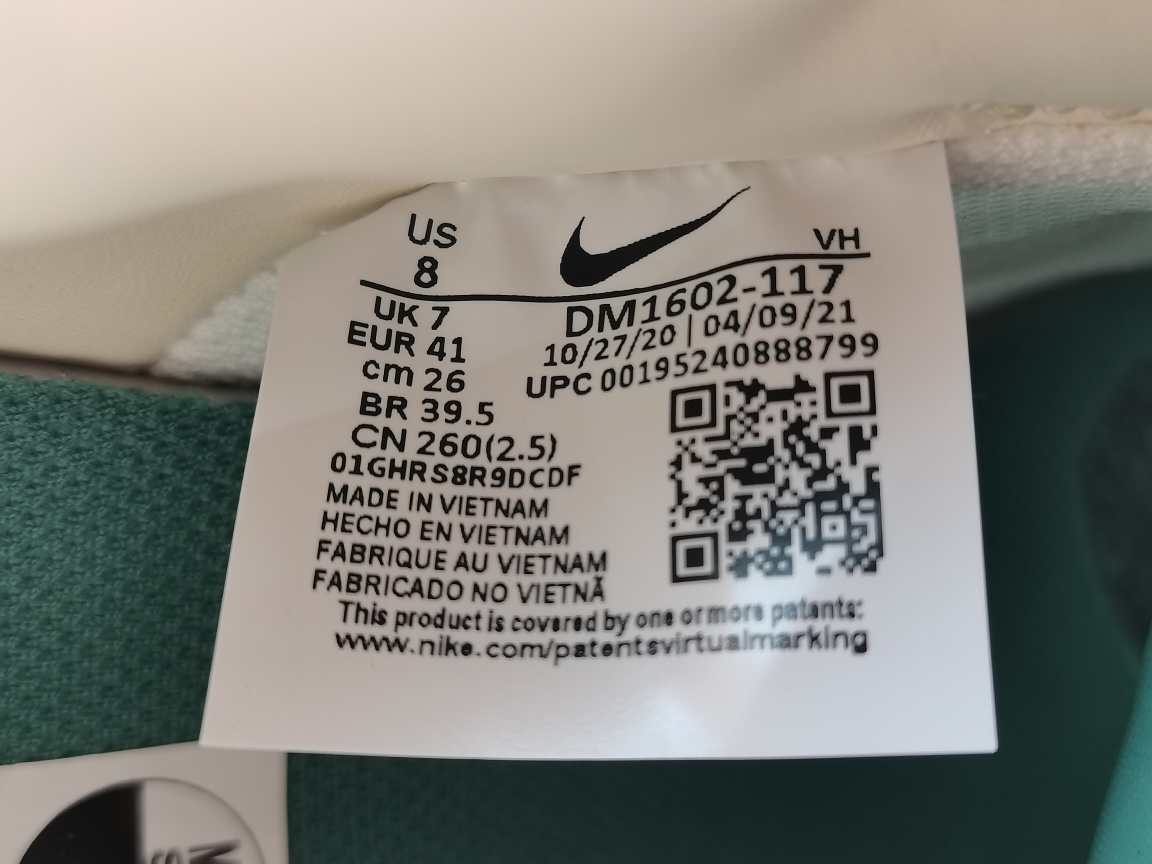 US
8
VH
UK 7
EUR 41
cm 26
BR 39.5
CN 260(2.5)
01GHRS8R9DCDF
MADE IN VIETNAM
HECHO EN VIETNAM
FABRIQUE AU VIETNAM
FABRICADO NO VIETNÃ
DM1602-117
10/27/20 | 04/09/21
UPC 00195240888799
This product is covered by one or more patents:
www.nike.com/patentsvirtualmarking